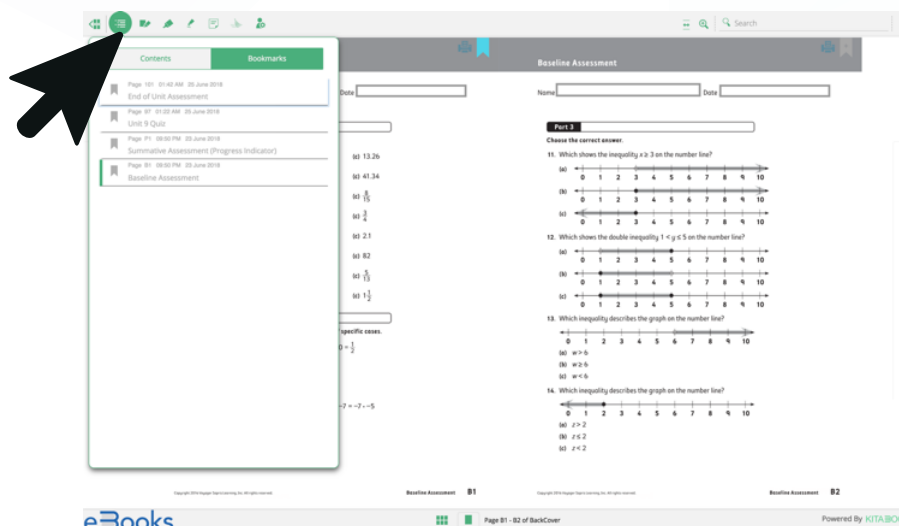 Search
Contents Bookmarks
Page 101 01:42 AM 25 June 2018
End of Unit Assessment
Page 87 01:22 AM 25 June 2018
Unit 9 Quiz
Page P1 09:50 PM 23 June 2018
Summative Assessment (Progress Indicator)
Page B1 09:50 PM 23 June 2018
Baseline Assessment
Date
(c) 13.26
(c) 41.34
(c) 8/15
(c) 3/4
(c) 2.1
(c) 82
(c) 5/13
(c) 1 1/2
specific cases.
0 = 1/2
-7 = -7 - -5
Baseline Assessment B1
Baseline Assessment
Name Date
Part 3
Choose the correct answer.
11. Which shows the inequality x ≥ 3 on the number line?
(a) 0 1 2 3 4 5 6 7 8 9 10
(b) 0 1 2 3 4 5 6 7 8 9 10
(c) 0 1 2 3 4 5 6 7 8 9 10
12. Which shows the double inequality 1 < y ≤ 5 on the number line?
(a) 0 1 2 3 4 5 6 7 8 9 10
(b) 0 1 2 3 4 5 6 7 8 9 10
(c) 0 1 2 3 4 5 6 7 8 9 10
13. Which inequality describes the graph on the number line?
0 1 2 3 4 5 6 7 8 9 10
(a) w > 6
(b) w ≥ 6
(c) w < 6
14. Which inequality describes the graph on the number line?
0 1 2 3 4 5 6 7 8 9 10
(a) z > 2
(b) z ≤ 2
(c) z < 2
Baseline Assessment B2
eBooks
Page B1 - B2 of BackCover
Powered By KITABOO